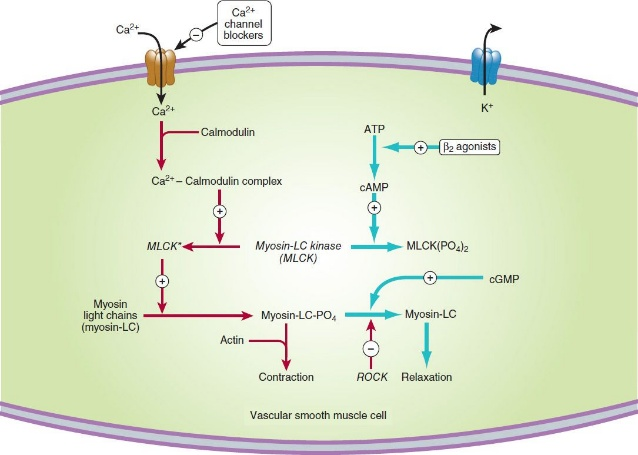 Ca²⁺
channel
blockers
Ca²⁺
−
Ca²⁺
K⁺
Calmodulin
ATP
+
β₂ agonists
Ca²⁺ – Calmodulin complex
cAMP
+
+
MLCK*
Myosin-LC kinase
(MLCK)
MLCK(PO₄)₂
+
+
cGMP
Myosin
light chains
(myosin-LC)
Myosin-LC-PO₄
Myosin-LC
Actin
−
Contraction
ROCK
Relaxation
Vascular smooth muscle cell